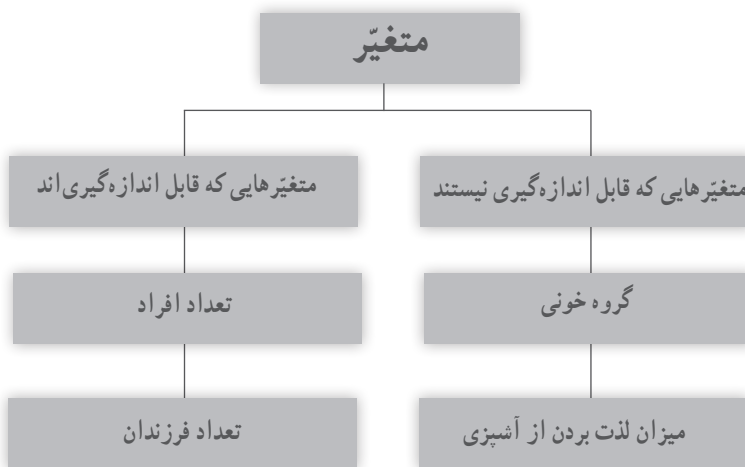 متغیّر
متغیّرهایی که قابل اندازه‌گیری نیستند
متغیّرهایی که قابل اندازه‌گیری‌اند
گروه خونی
تعداد افراد
میزان لذت بردن از آشپزی
تعداد فرزندان